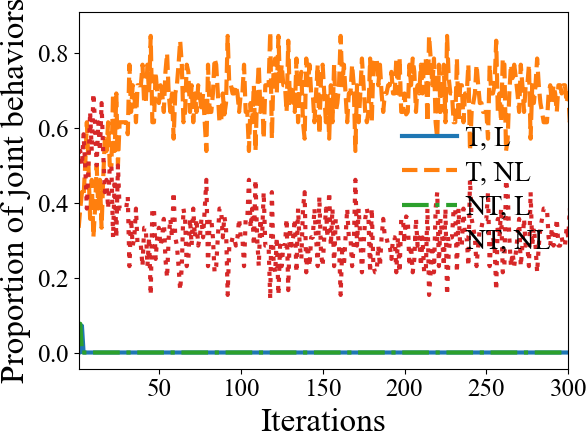 Proportion of joint behaviors
0.8
0.6
0.4
0.2
0.0
T, L
T, NL
NT, L
NT, NL
50
100
150
200
250
300
Iterations